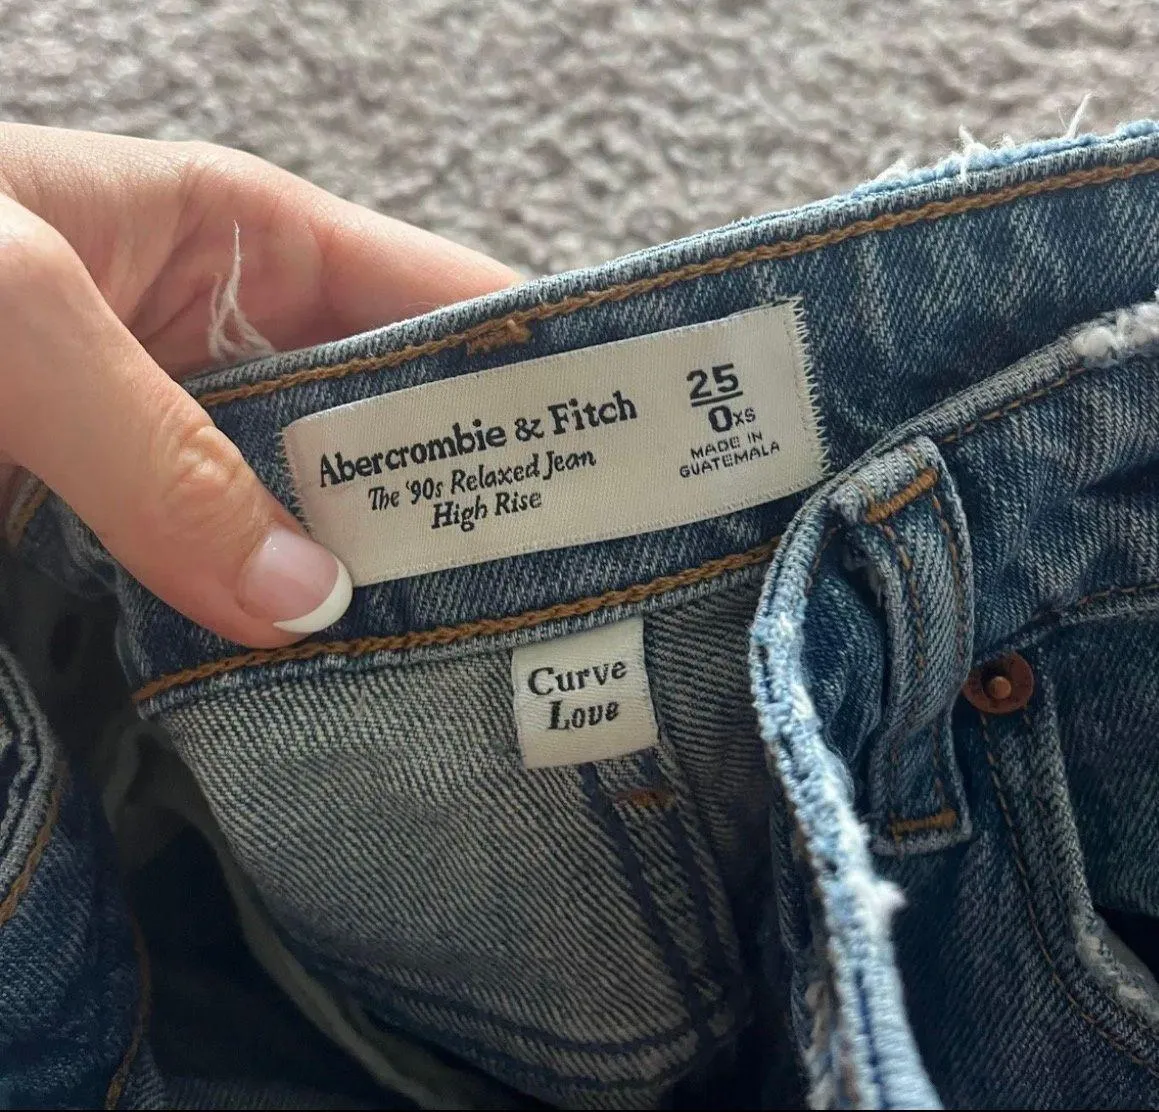 Abercrombie & Fitch
The '90s Relaxed Jean
High Rise
25
0XS
MADE IN
GUATEMALA
Curve
Love